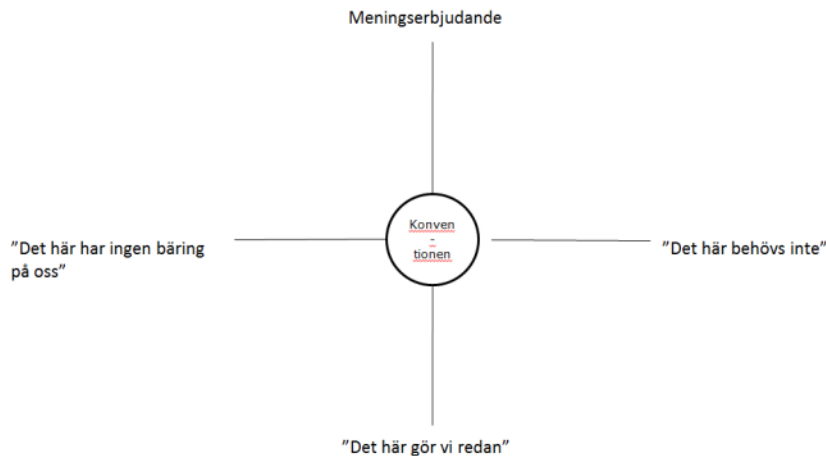 Meningserbjudande
Konven
-
tionen
”Det här har ingen bäring
på oss”
”Det här behövs inte”
”Det här gör vi redan”